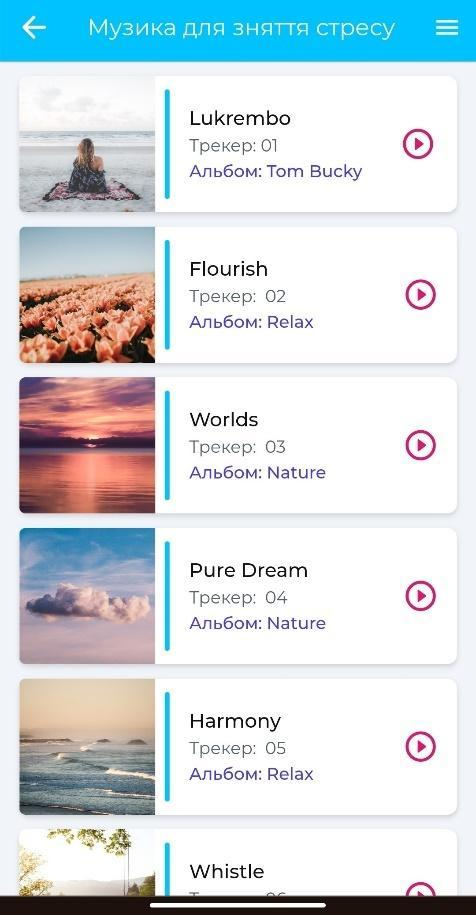 Музика для зняття стресу
Lukrembo
Трекер: 01
Альбом: Tom Bucky
Flourish
Трекер: 02
Альбом: Relax
Worlds
Трекер: 03
Альбом: Nature
Pure Dream
Трекер: 04
Альбом: Nature
Harmony
Трекер: 05
Альбом: Relax
Whistle